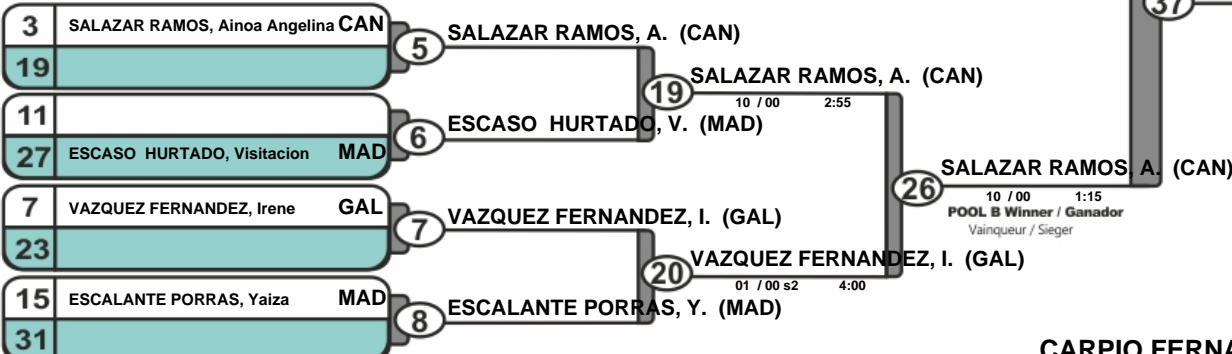 37
3 SALAZAR RAMOS, Ainoa Angelina CAN
19
5
SALAZAR RAMOS, A. (CAN)
11
27 ESCASO HURTADO, Visitacion MAD
6
ESCASO HURTADO, V. (MAD)
19
SALAZAR RAMOS, A. (CAN)
10 / 00 2:55
7 VAZQUEZ FERNANDEZ, Irene GAL
23
7
VAZQUEZ FERNANDEZ, I. (GAL)
15 ESCALANTE PORRAS, Yaiza MAD
31
8
ESCALANTE PORRAS, Y. (MAD)
20
VAZQUEZ FERNANDEZ, I. (GAL)
01 / 00 s2 4:00
26
SALAZAR RAMOS, A. (CAN)
10 / 00 1:15
POOL B Winner / Ganador
Vainqueur / Sieger
CARPIO FERNA